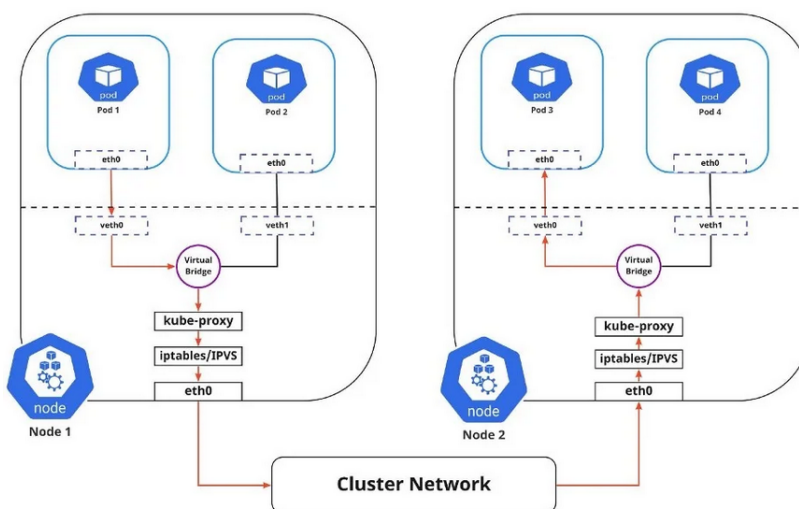 pod
Pod 1
eth0
pod
Pod 2
eth0
veth0
veth1
Virtual
Bridge
kube-proxy
iptables/IPVS
eth0
node
Node 1
pod
Pod 3
eth0
pod
Pod 4
eth0
veth0
veth1
Virtual
Bridge
kube-proxy
iptables/IPVS
eth0
node
Node 2
Cluster Network